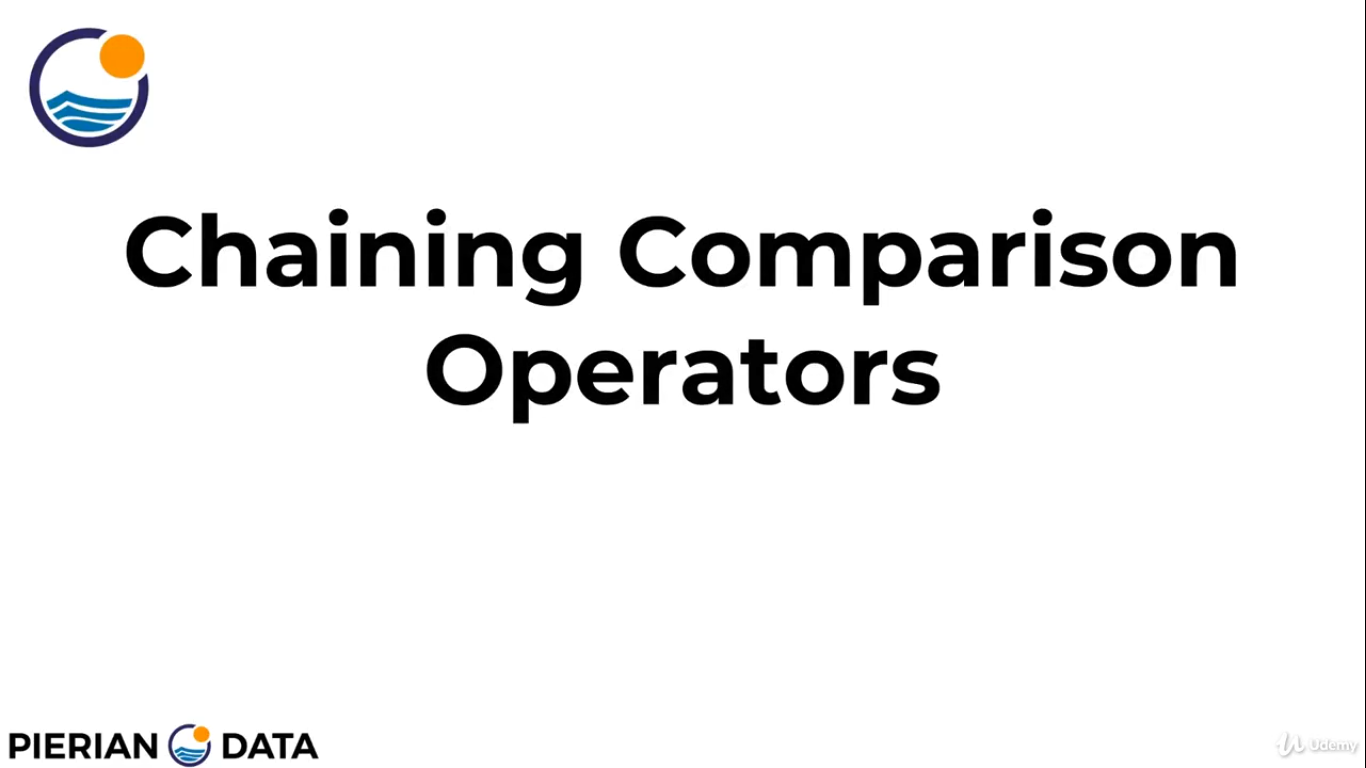 Chaining Comparison
Operators
PIERIAN DATA
Udemy